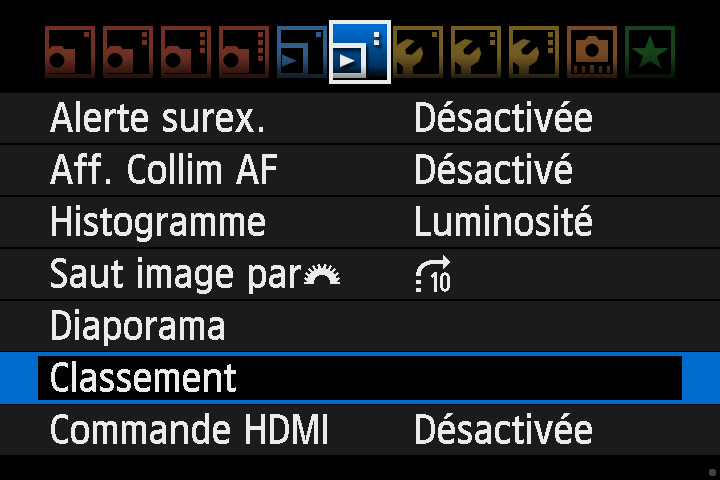 Alerte surex. Désactivée
Aff. Collim AF Désactivé
Histogramme Luminosité
Saut image par 10
Diaporama
Classement
Commande HDMI Désactivée